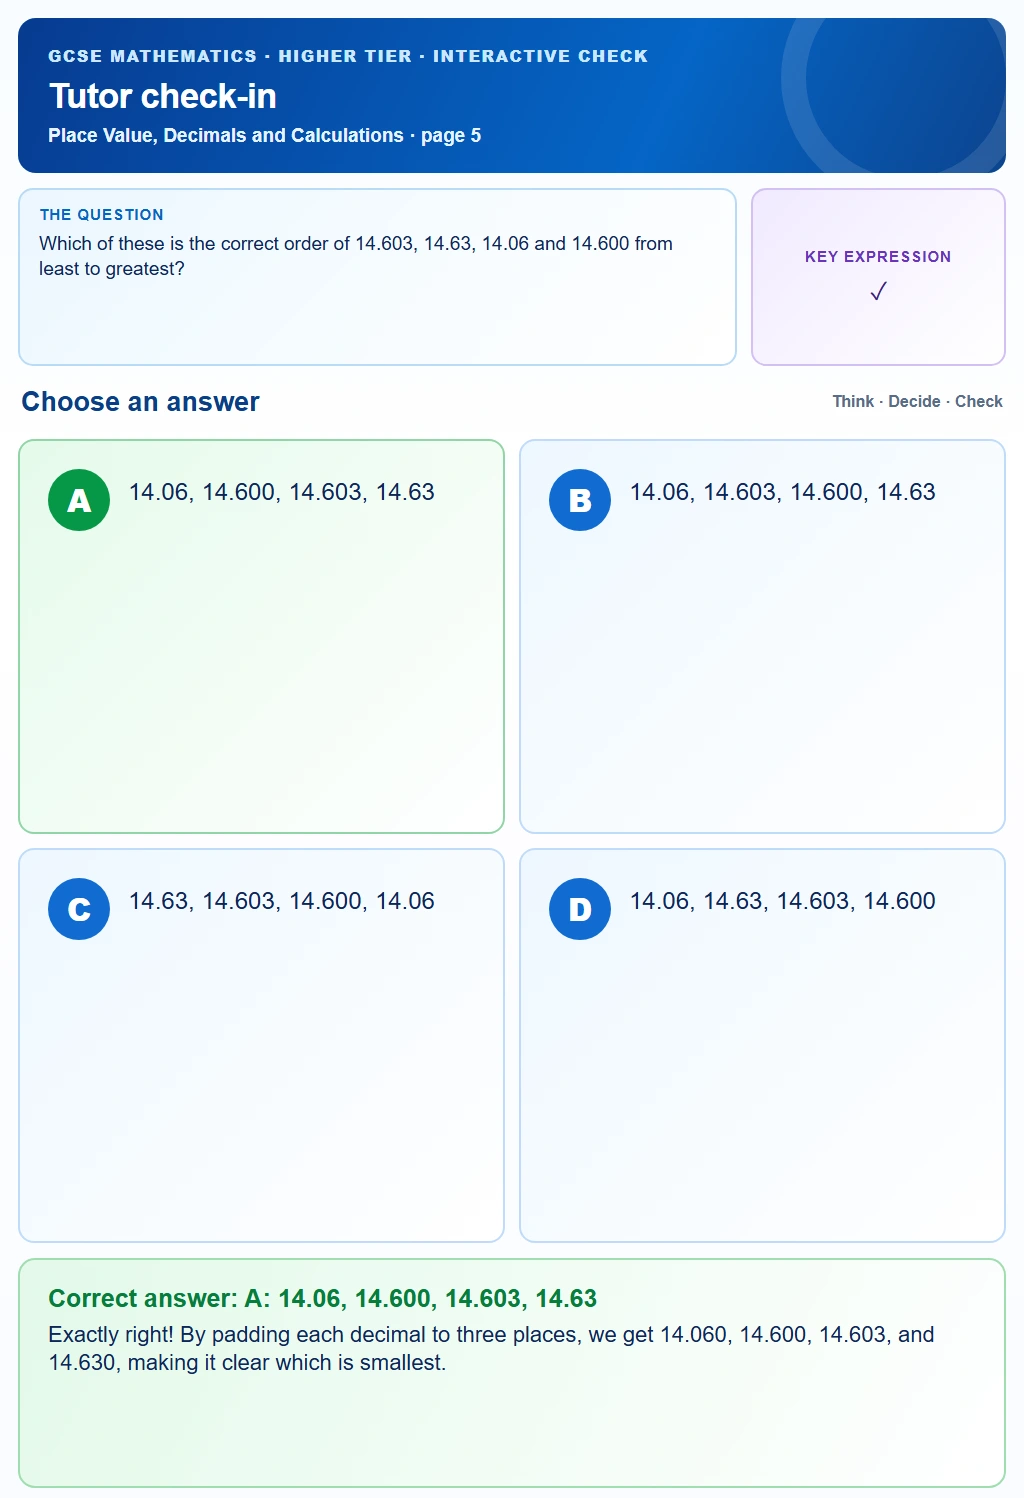 GCSE MATHEMATICS · HIGHER TIER · INTERACTIVE CHECK
Tutor check-in
Place Value, Decimals and Calculations · page 5
THE QUESTION
Which of these is the correct order of 14.603, 14.63, 14.06 and 14.600 from
least to greatest?
KEY EXPRESSION
✓
Choose an answer
Think · Decide · Check
A
14.06, 14.600, 14.603, 14.63
B
14.06, 14.603, 14.600, 14.63
C
14.63, 14.603, 14.600, 14.06
D
14.06, 14.63, 14.603, 14.600
Correct answer: A: 14.06, 14.600, 14.603, 14.63
Exactly right! By padding each decimal to three places, we get 14.060, 14.600, 14.603, and
14.630, making it clear which is smallest.